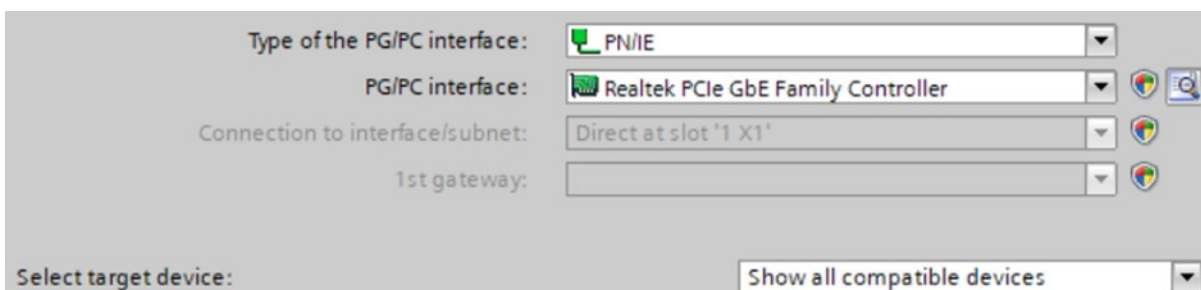 Type of the PG/PC interface: PN/IE
PG/PC interface: Realtek PCIe GbE Family Controller
Connection to interface/subnet: Direct at slot '1 X1'
1st gateway:
Select target device: Show all compatible devices